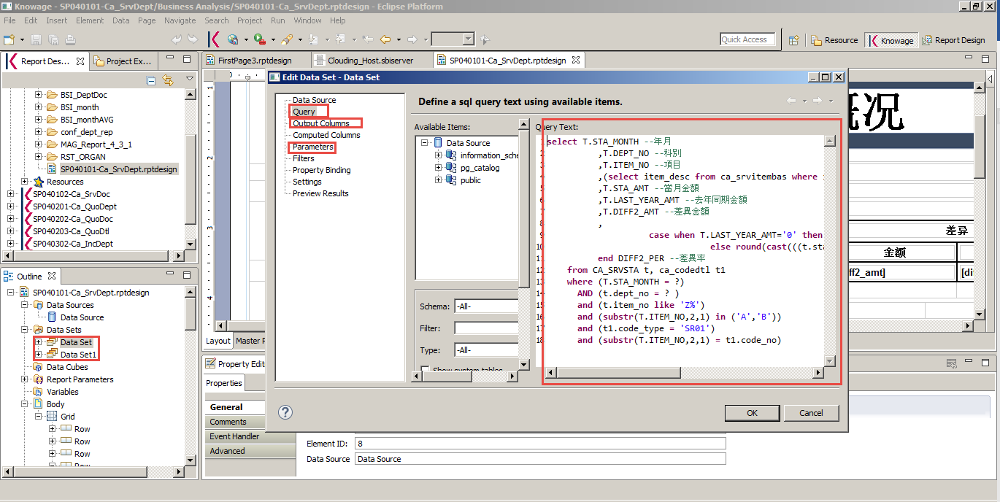 Knowage - SP040101-Ca_SrvDept/Business Analysis/SP040101-Ca_SrvDept.rptdesign - Eclipse Platform
File Edit Insert Element Data Page Navigate Search Project Run Window Help
Quick Access
Resource
Knowage
Report Design
Report Des...
Project Ex...
BSI_DeptDoc
BSI_month
BSI_monthAVG
conf_dept_rep
MAG_Report_4_3_1
RST_ORGAN
SP040101-Ca_SrvDept.rptdesign
Resources
SP040102-Ca_SrvDoc
SP040201-Ca_QuoDept
SP040202-Ca_QuoDoc
SP040203-Ca_QuoDtl
SP040302-Ca_IncDept
Outline
SP040101-Ca_SrvDept.rptdesign
Data Sources
Data Source
Data Sets
Data Set
Data Set1
Data Cubes
Report Parameters
Variables
Body
Grid
Row
Row
Row
Row
FirstPage3.rptdesign
Clouding_Host.sbiserver
SP040101-Ca_SrvDept.rptdesign
Edit Data Set - Data Set
Data Source
Query
Output Columns
Computed Columns
Parameters
Filters
Property Binding
Settings
Preview Results
Define a sql query text using available items.
Available Items:
Data Source
information_sche
pg_catalog
public
Schema: -All-
Filter:
Type: -All-
Show system tables
Query Text:
select T.STA_MONTH --年月
,T.DEPT_NO --科別
,T.ITEM_NO --項目
,(select item_desc from ca_srvitembas where
,T.STA_AMT --當月金額
,T.LAST_YEAR_AMT --去年同期金額
,T.DIFF2_AMT --差異金額
,
case when T.LAST_YEAR_AMT='0' then
else round(cast(((t.sta
end DIFF2_PER --差異率
from CA_SRVSTA t, ca_codedtl t1
where (T.STA_MONTH = ?)
AND (t.dept_no = ? )
and (t.item_no like 'Z%')
and (substr(T.ITEM_NO,2,1) in ('A','B'))
and (t1.code_type = 'SR01')
and (substr(T.ITEM_NO,2,1) = t1.code_no)
OK
Cancel
概况
差异
金额
ff2_amt]
[di
Layout
Master P
Property Edit
Properties
General
Comments
Event Handler
Advanced
Element ID: 8
Data Source Data Source